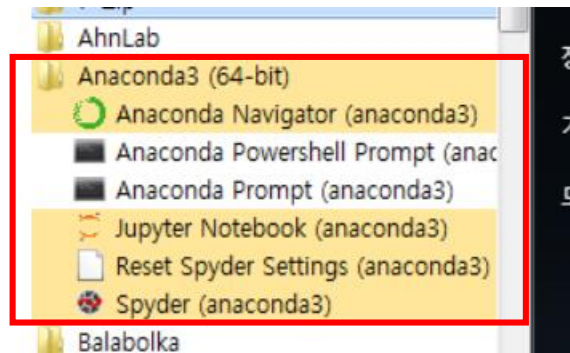 AhnLab
Anaconda3 (64-bit)
Anaconda Navigator (anaconda3)
Anaconda Powershell Prompt (anac
Anaconda Prompt (anaconda3)
Jupyter Notebook (anaconda3)
Reset Spyder Settings (anaconda3)
Spyder (anaconda3)
Balabolka